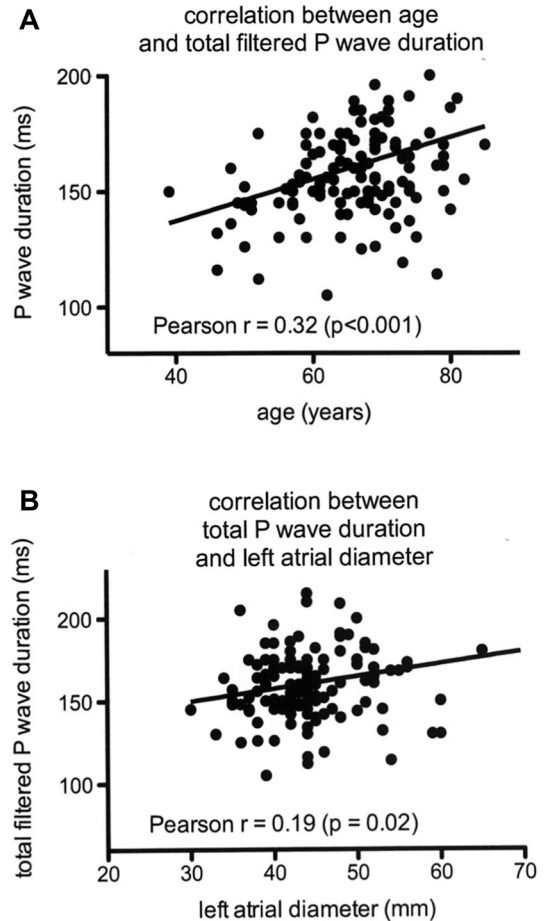 A
correlation between age
and total filtered P wave duration
P wave duration (ms)
200
150
100
Pearson r = 0.32 (p<0.001)
40
60
80
age (years)
B
correlation between
total P wave duration
and left atrial diameter
total filtered P wave duration (ms)
200
150
100
Pearson r = 0.19 (p = 0.02)
20
30
40
50
60
70
left atrial diameter (mm)